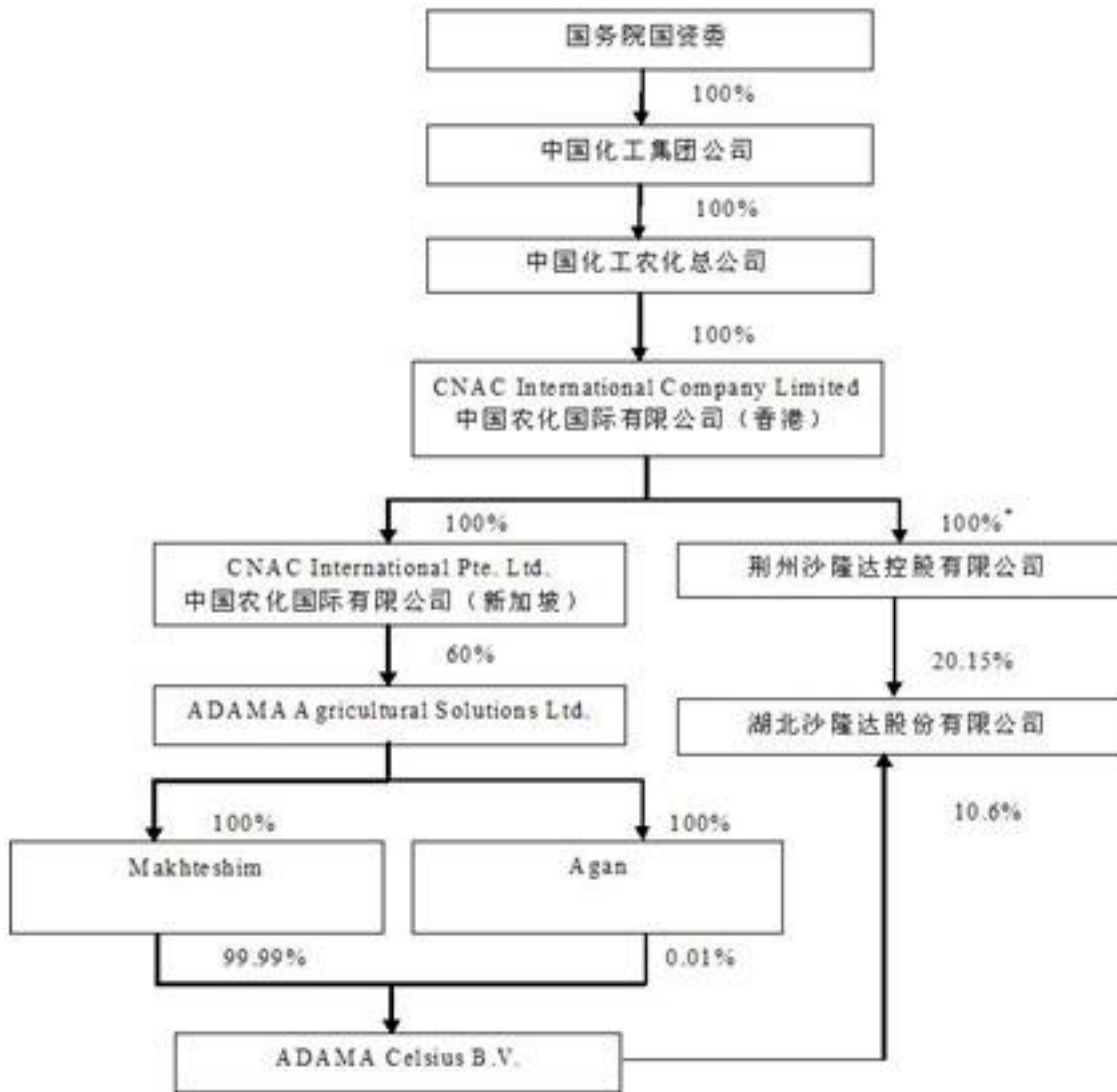 国务院国资委
100%
中国化工集团公司
100%
中国化工农化总公司
100%
CNAC International Company Limited
中国农化国际有限公司（香港）
100%
100%*
CNAC International Pte. Ltd.
中国农化国际有限公司（新加坡）
荆州沙隆达控股有限公司
60%
20.15%
ADAMA Agricultural Solutions Ltd.
湖北沙隆达股份有限公司
100%
100%
10.6%
Makhteshim
Agan
99.99%
0.01%
ADAMA Celsius B.V.